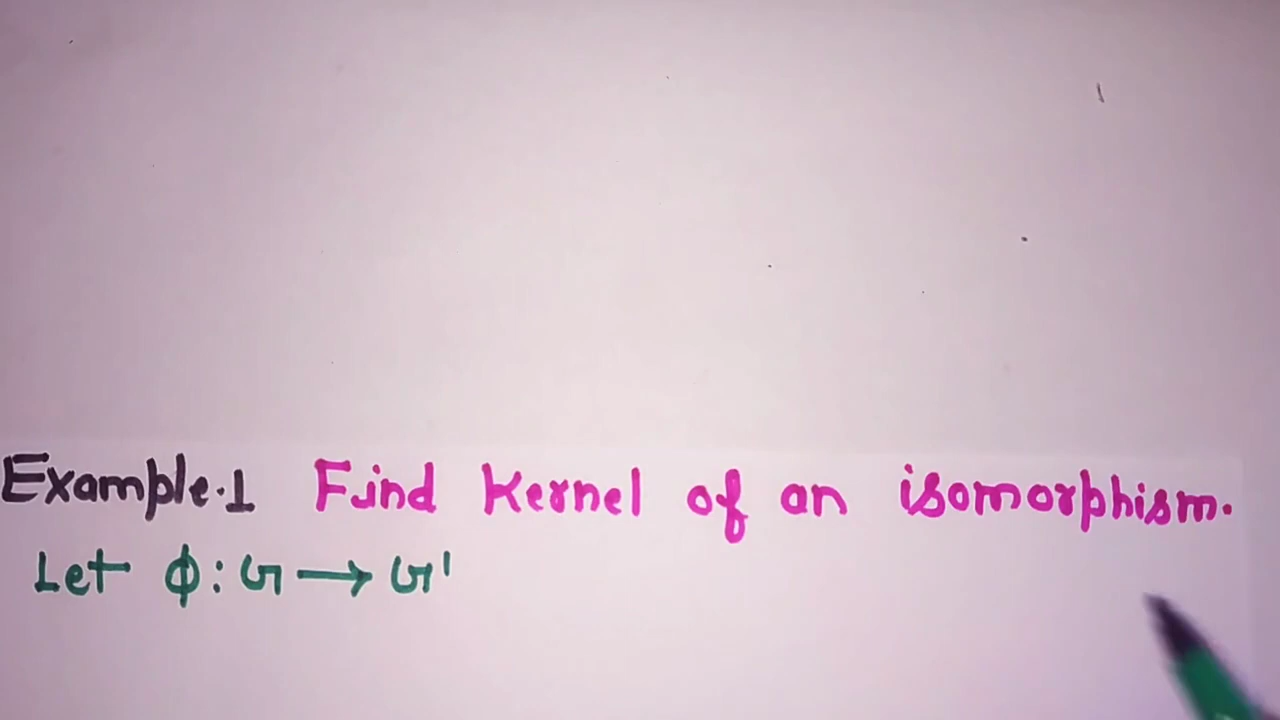 Example.1 Find Kernel of an isomorphism.
Let ϕ: G → G'